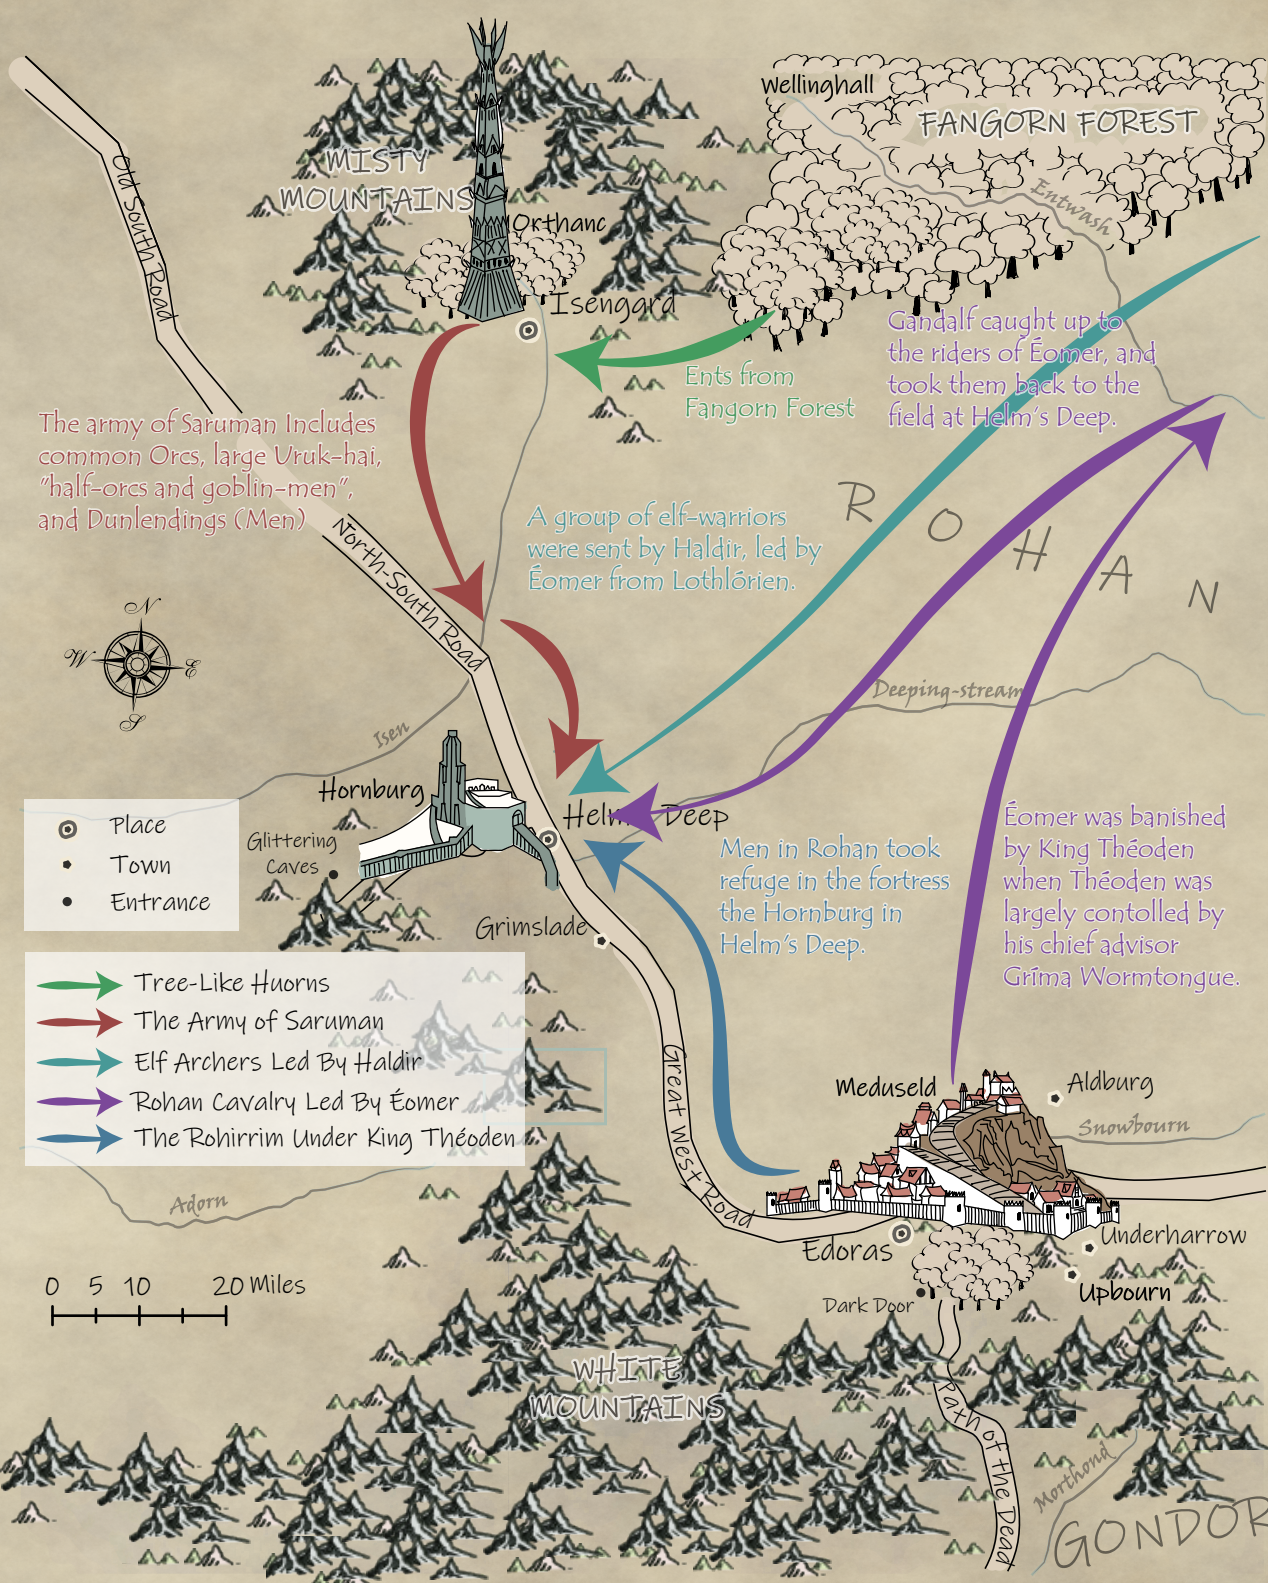 Wellinghall
FANGORN FOREST
MISTY
MOUNTAINS
Old South Road
Entwash
Orthanc
Isengard
Gandalf caught up to
the riders of Éomer, and
took them back to the
field at Helm's Deep.
Ents from
Fangorn Forest
The army of Saruman Includes
common Orcs, large Uruk-hai,
"half-orcs and goblin-men",
and Dunlendings (Men)
R O H A N
A group of elf-warriors
were sent by Haldir, led by
Éomer from Lothlórien.
North-South Road
N
W
E
S
Deeping-stream
Isen
Hornburg
Helm's Deep
Place
Town
Entrance
Glittering
Caves
Men in Rohan took
refuge in the fortress
the Hornburg in
Helm's Deep.
Éomer was banished
by King Théoden
when Théoden was
largely contolled by
his chief advisor
Gríma Wormtongue.
Grimslade
Tree-Like Huorns
The Army of Saruman
Elf Archers Led By Haldir
Rohan Cavalry Led By Éomer
The Rohirrim Under King Théoden
Great West Road
Meduseld
Aldburg
Snowbourn
Adorn
Edoras
Underharrow
Upbourn
Dark Door
0 5 10 20 Miles
WHITE
MOUNTAINS
Path of the Dead
Morthond
GONDOR